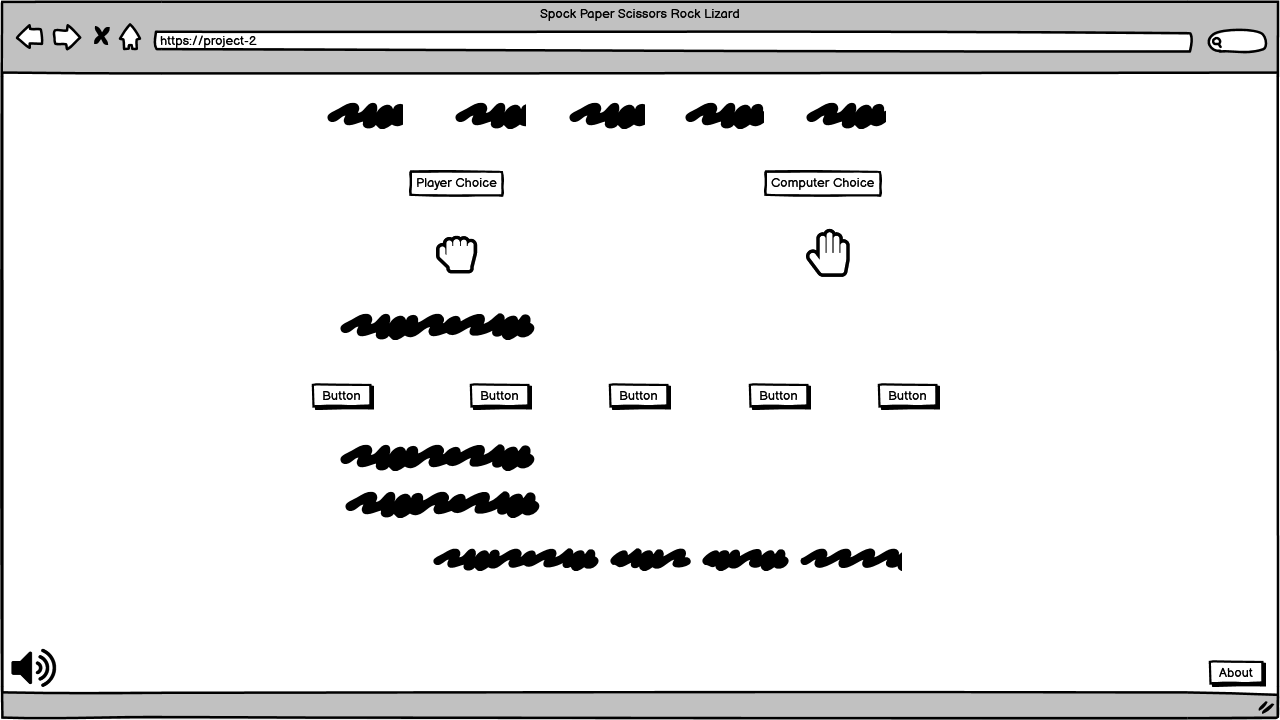 Spock Paper Scissors Rock Lizard
https://project-2
Player Choice Computer Choice
Button Button Button Button Button
About